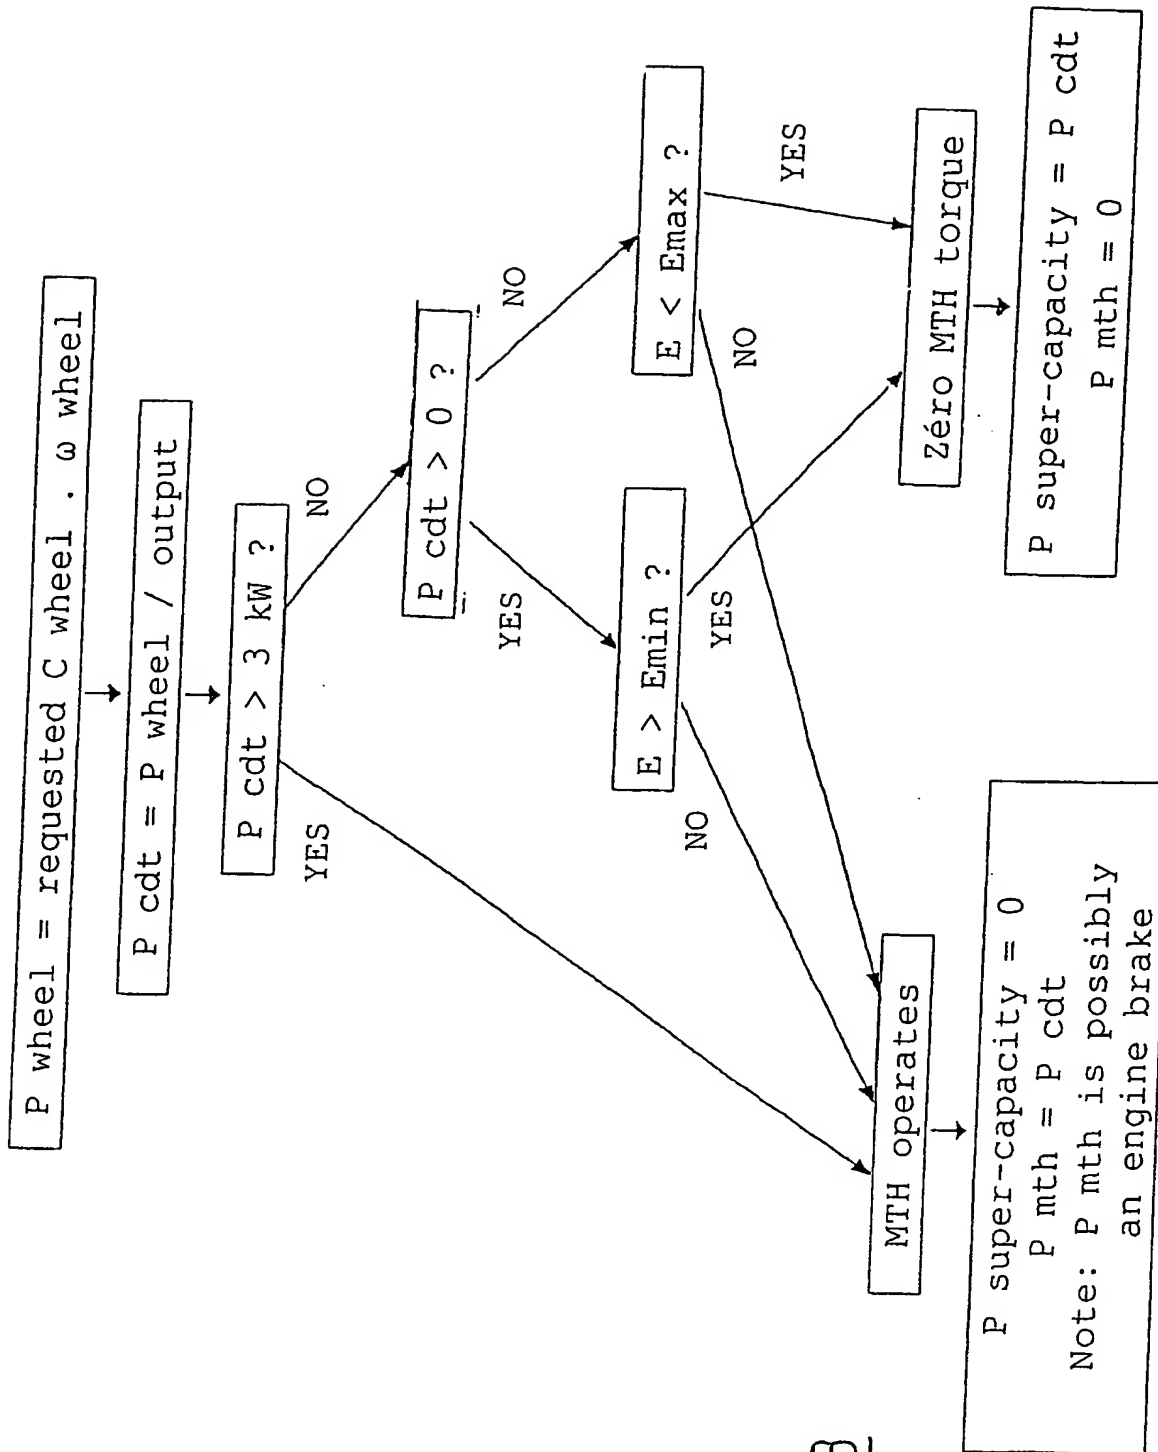 P wheel = requested C wheel . ω wheel
P cdt = P wheel / output
P cdt > 3 kW ?
YES
NO
P cdt > 0 ?
YES
NO
E > Emin ?
E < Emax ?
NO
YES
NO
YES
MTH operates
Zéro MTH torque
P super-capacity = 0
P mth = P cdt
Note: P mth is possibly
an engine brake
P super-capacity = P cdt
P mth = 0